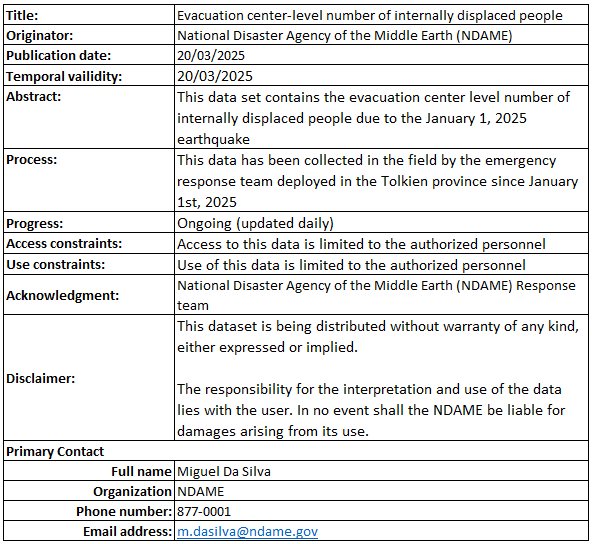 Title: Evacuation center-level number of internally displaced people
Originator: National Disaster Agency of the Middle Earth (NDAME)
Publication date: 20/03/2025
Temporal vailidity: 20/03/2025
Abstract: This data set contains the evacuation center level number of
internally displaced people due to the January 1, 2025
earthquake
Process: This data has been collected in the field by the emergency
response team deployed in the Tolkien province since January
1st, 2025
Progress: Ongoing (updated daily)
Access constraints: Access to this data is limited to the authorized personnel
Use constraints: Use of this data is limited to the authorized personnel
Acknowledgment: National Disaster Agency of the Middle Earth (NDAME) Response
team
Disclaimer: This dataset is being distributed without warranty of any kind,
either expressed or implied.
The responsibility for the interpretation and use of the data
lies with the user. In no event shall the NDAME be liable for
damages arising from its use.
Primary Contact
Full name Miguel Da Silva
Organization NDAME
Phone number: 877-0001
Email address: m.dasilva@ndame.gov